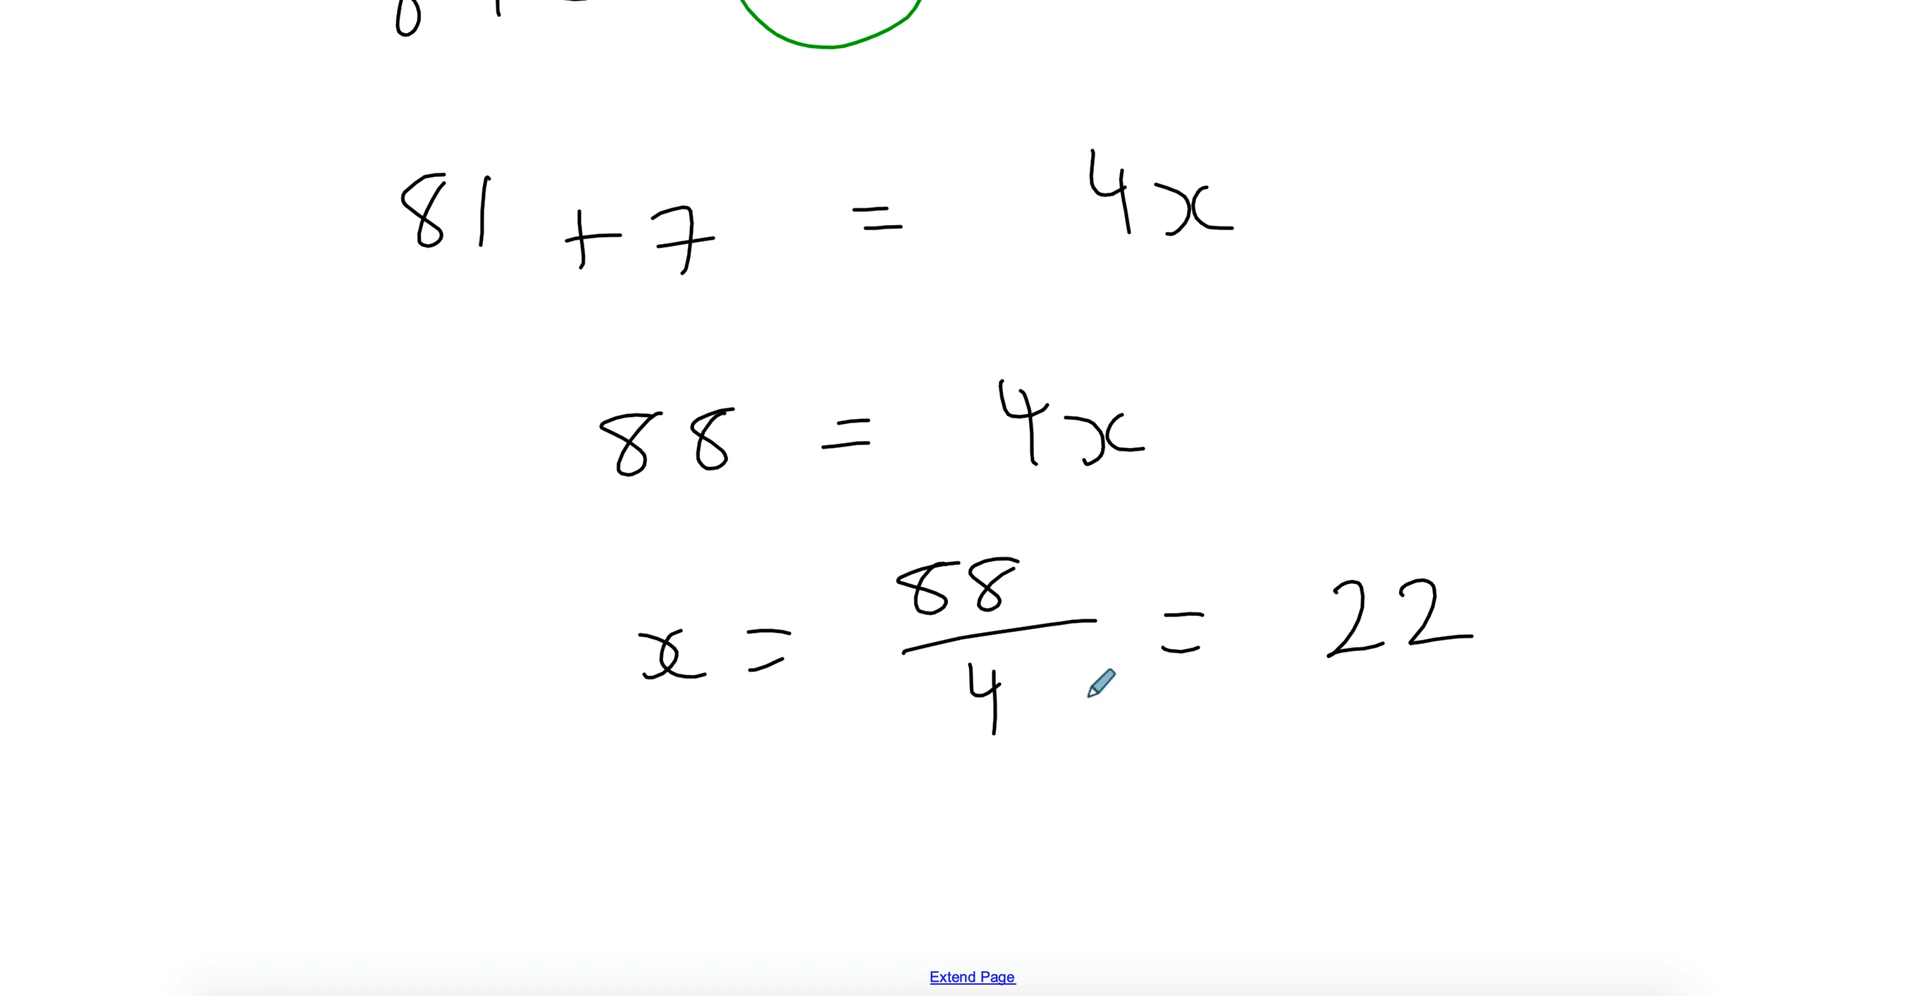 81 + 7 = 4x
88 = 4x
x = 88/4 = 22
Extend Page